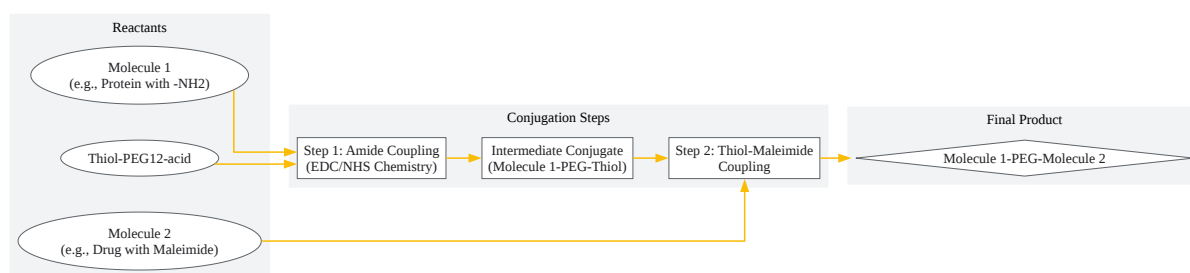 Reactants
Molecule 1
(e.g., Protein with -NH2)
Thiol-PEG12-acid
Molecule 2
(e.g., Drug with Maleimide)
Conjugation Steps
Step 1: Amide Coupling
(EDC/NHS Chemistry)
Intermediate Conjugate
(Molecule 1-PEG-Thiol)
Step 2: Thiol-Maleimide
Coupling
Final Product
Molecule 1-PEG-Molecule 2